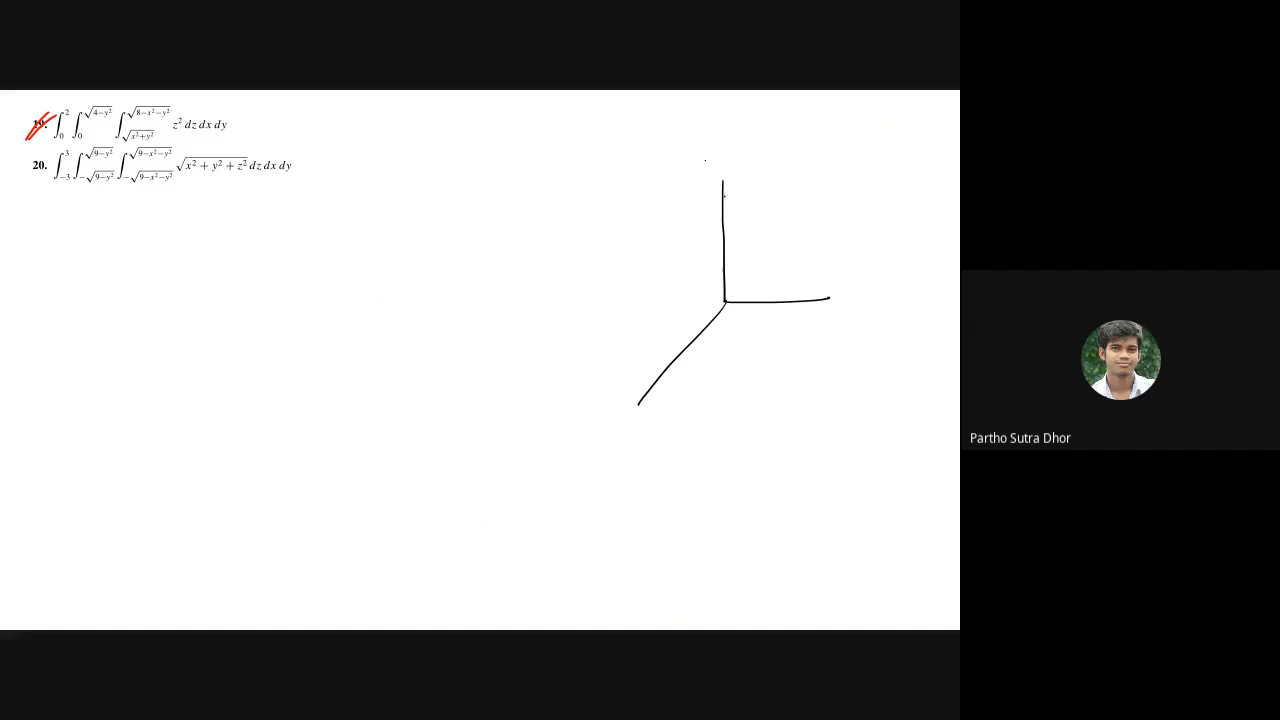 19. ∫_0^2 ∫_0^{√(4−y²)} ∫_{√(x²+y²)}^{√(8−x²−y²)} z² dz dx dy
20. ∫_{−3}^3 ∫_{−√(9−y²)}^{√(9−y²)} ∫_{−√(9−x²−y²)}^{√(9−x²−y²)} √(x² + y² + z²) dz dx dy
Partho Sutra Dhor